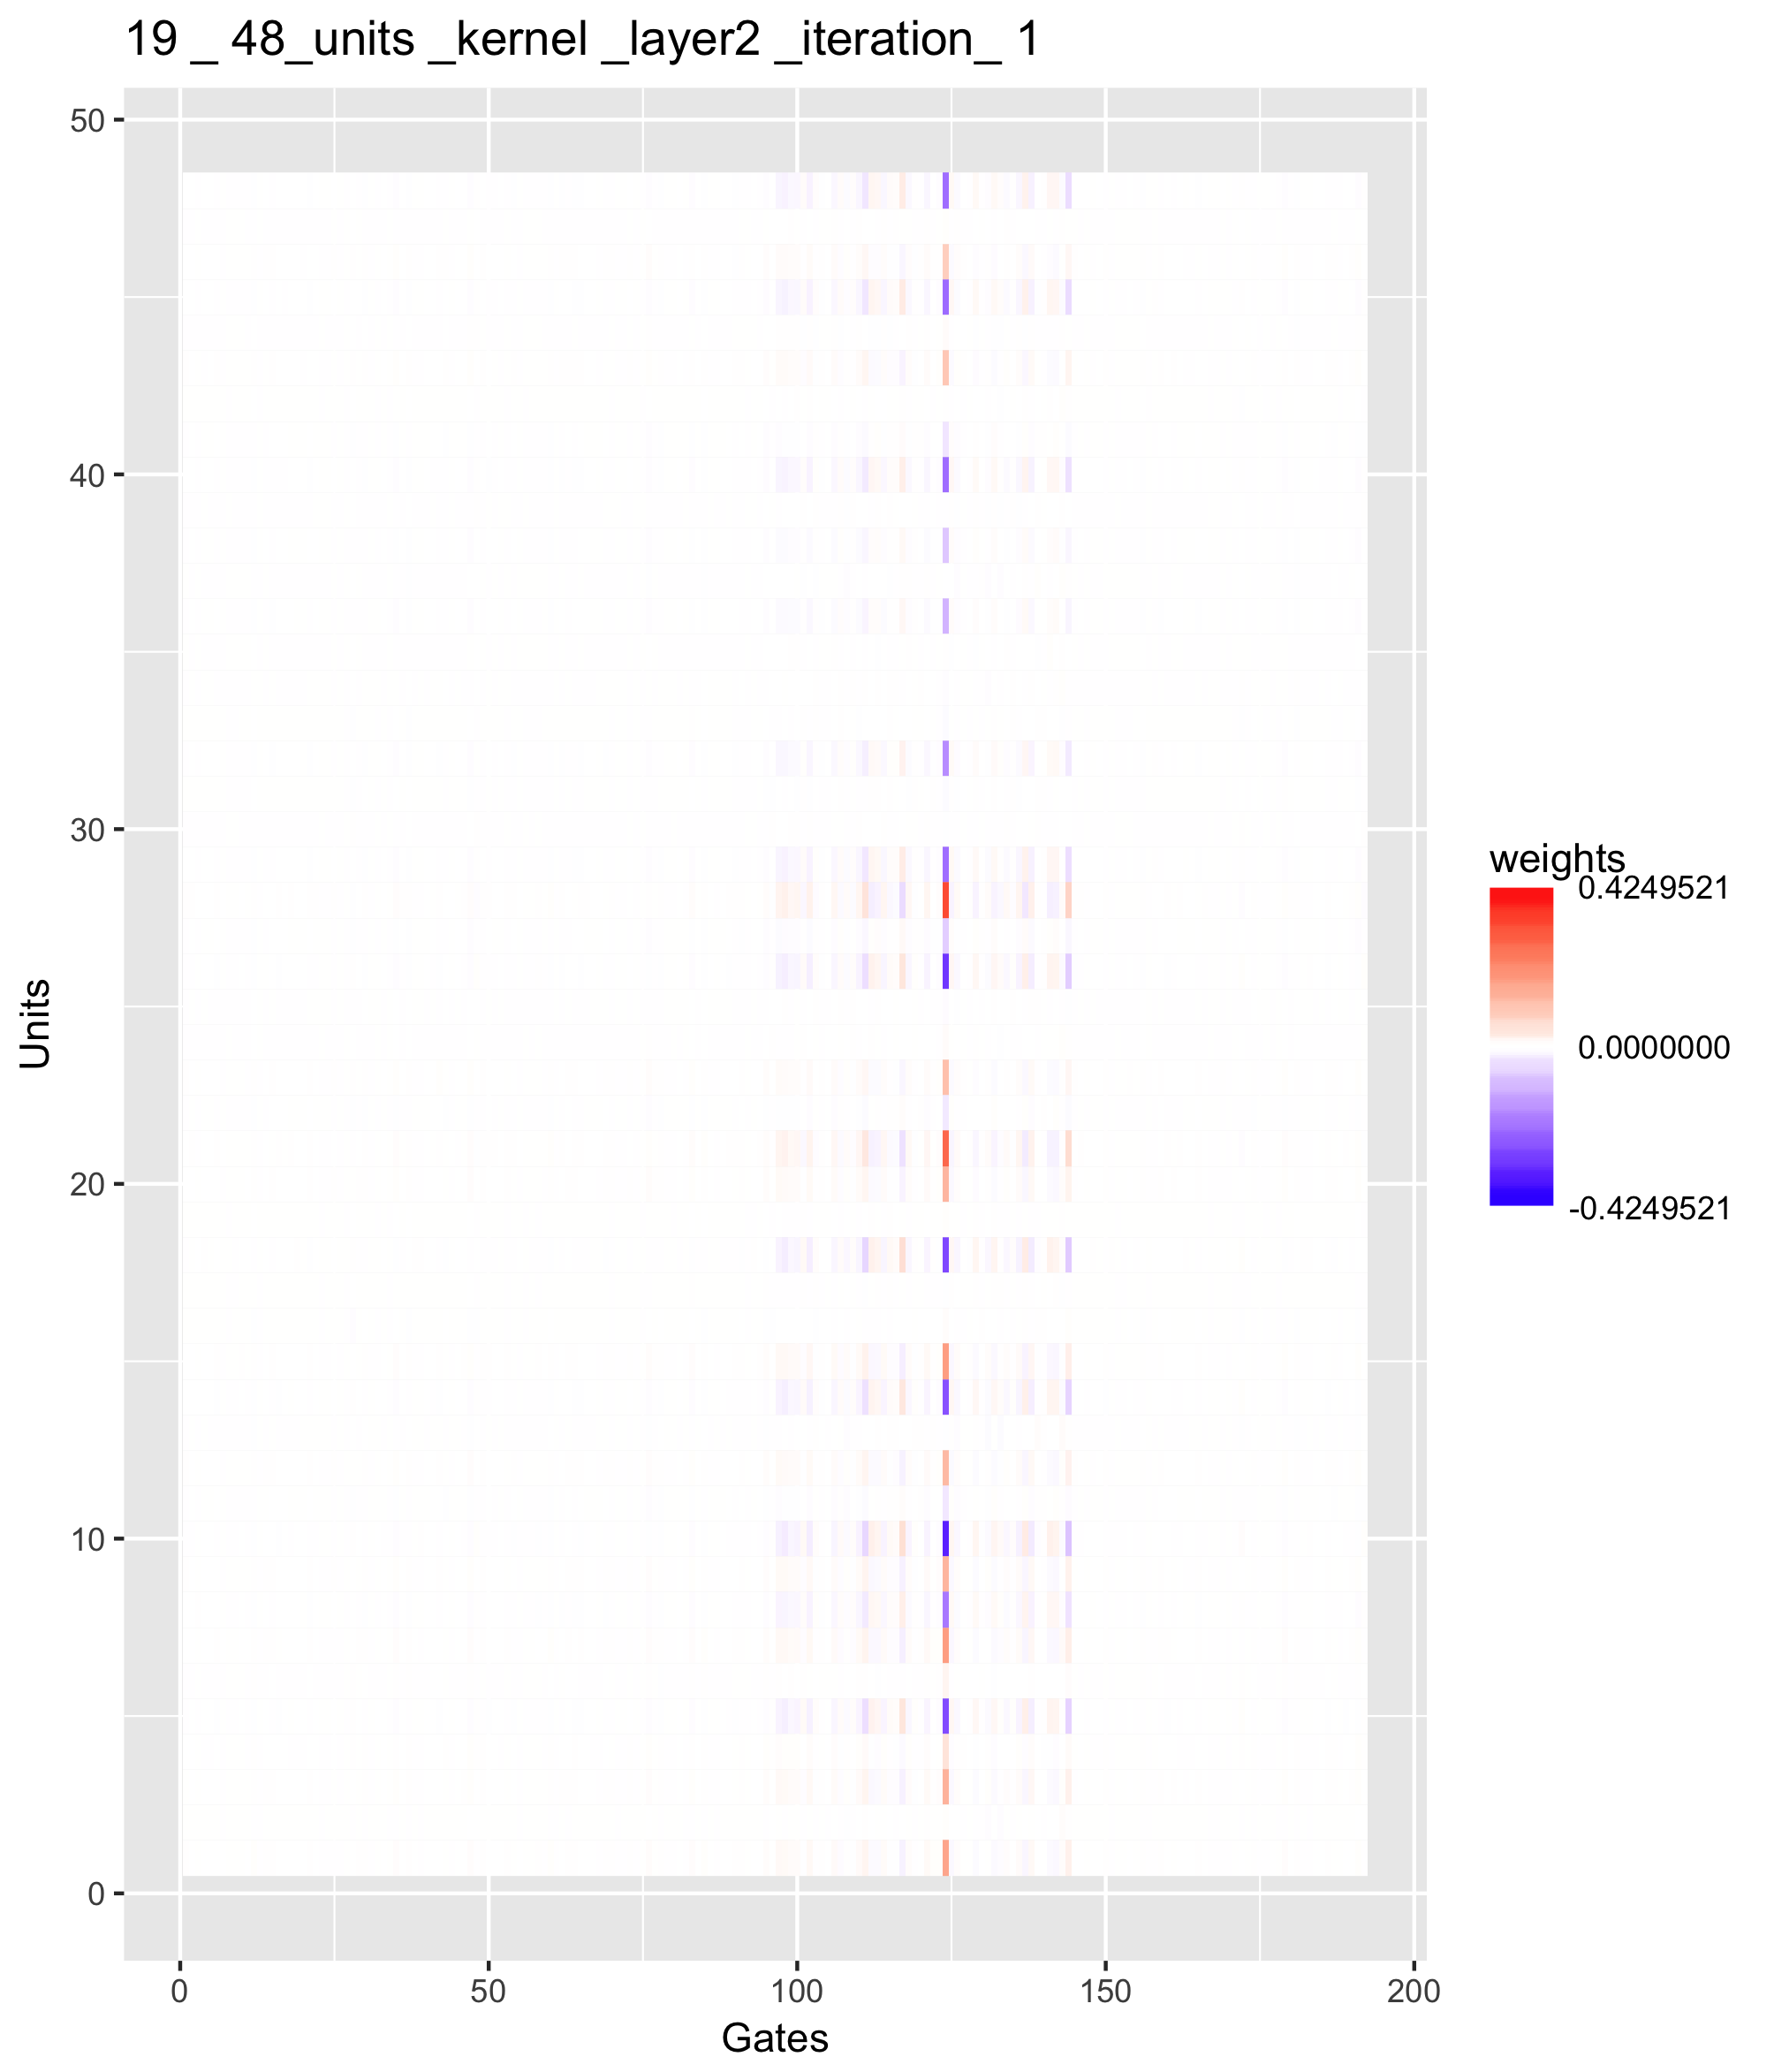 19 _ 48_units _kernel _layer2 _iteration_ 1
50
40
30
20
10
0
Units
0 50 100 150 200
Gates
weights
0.4249521
0.0000000
-0.4249521